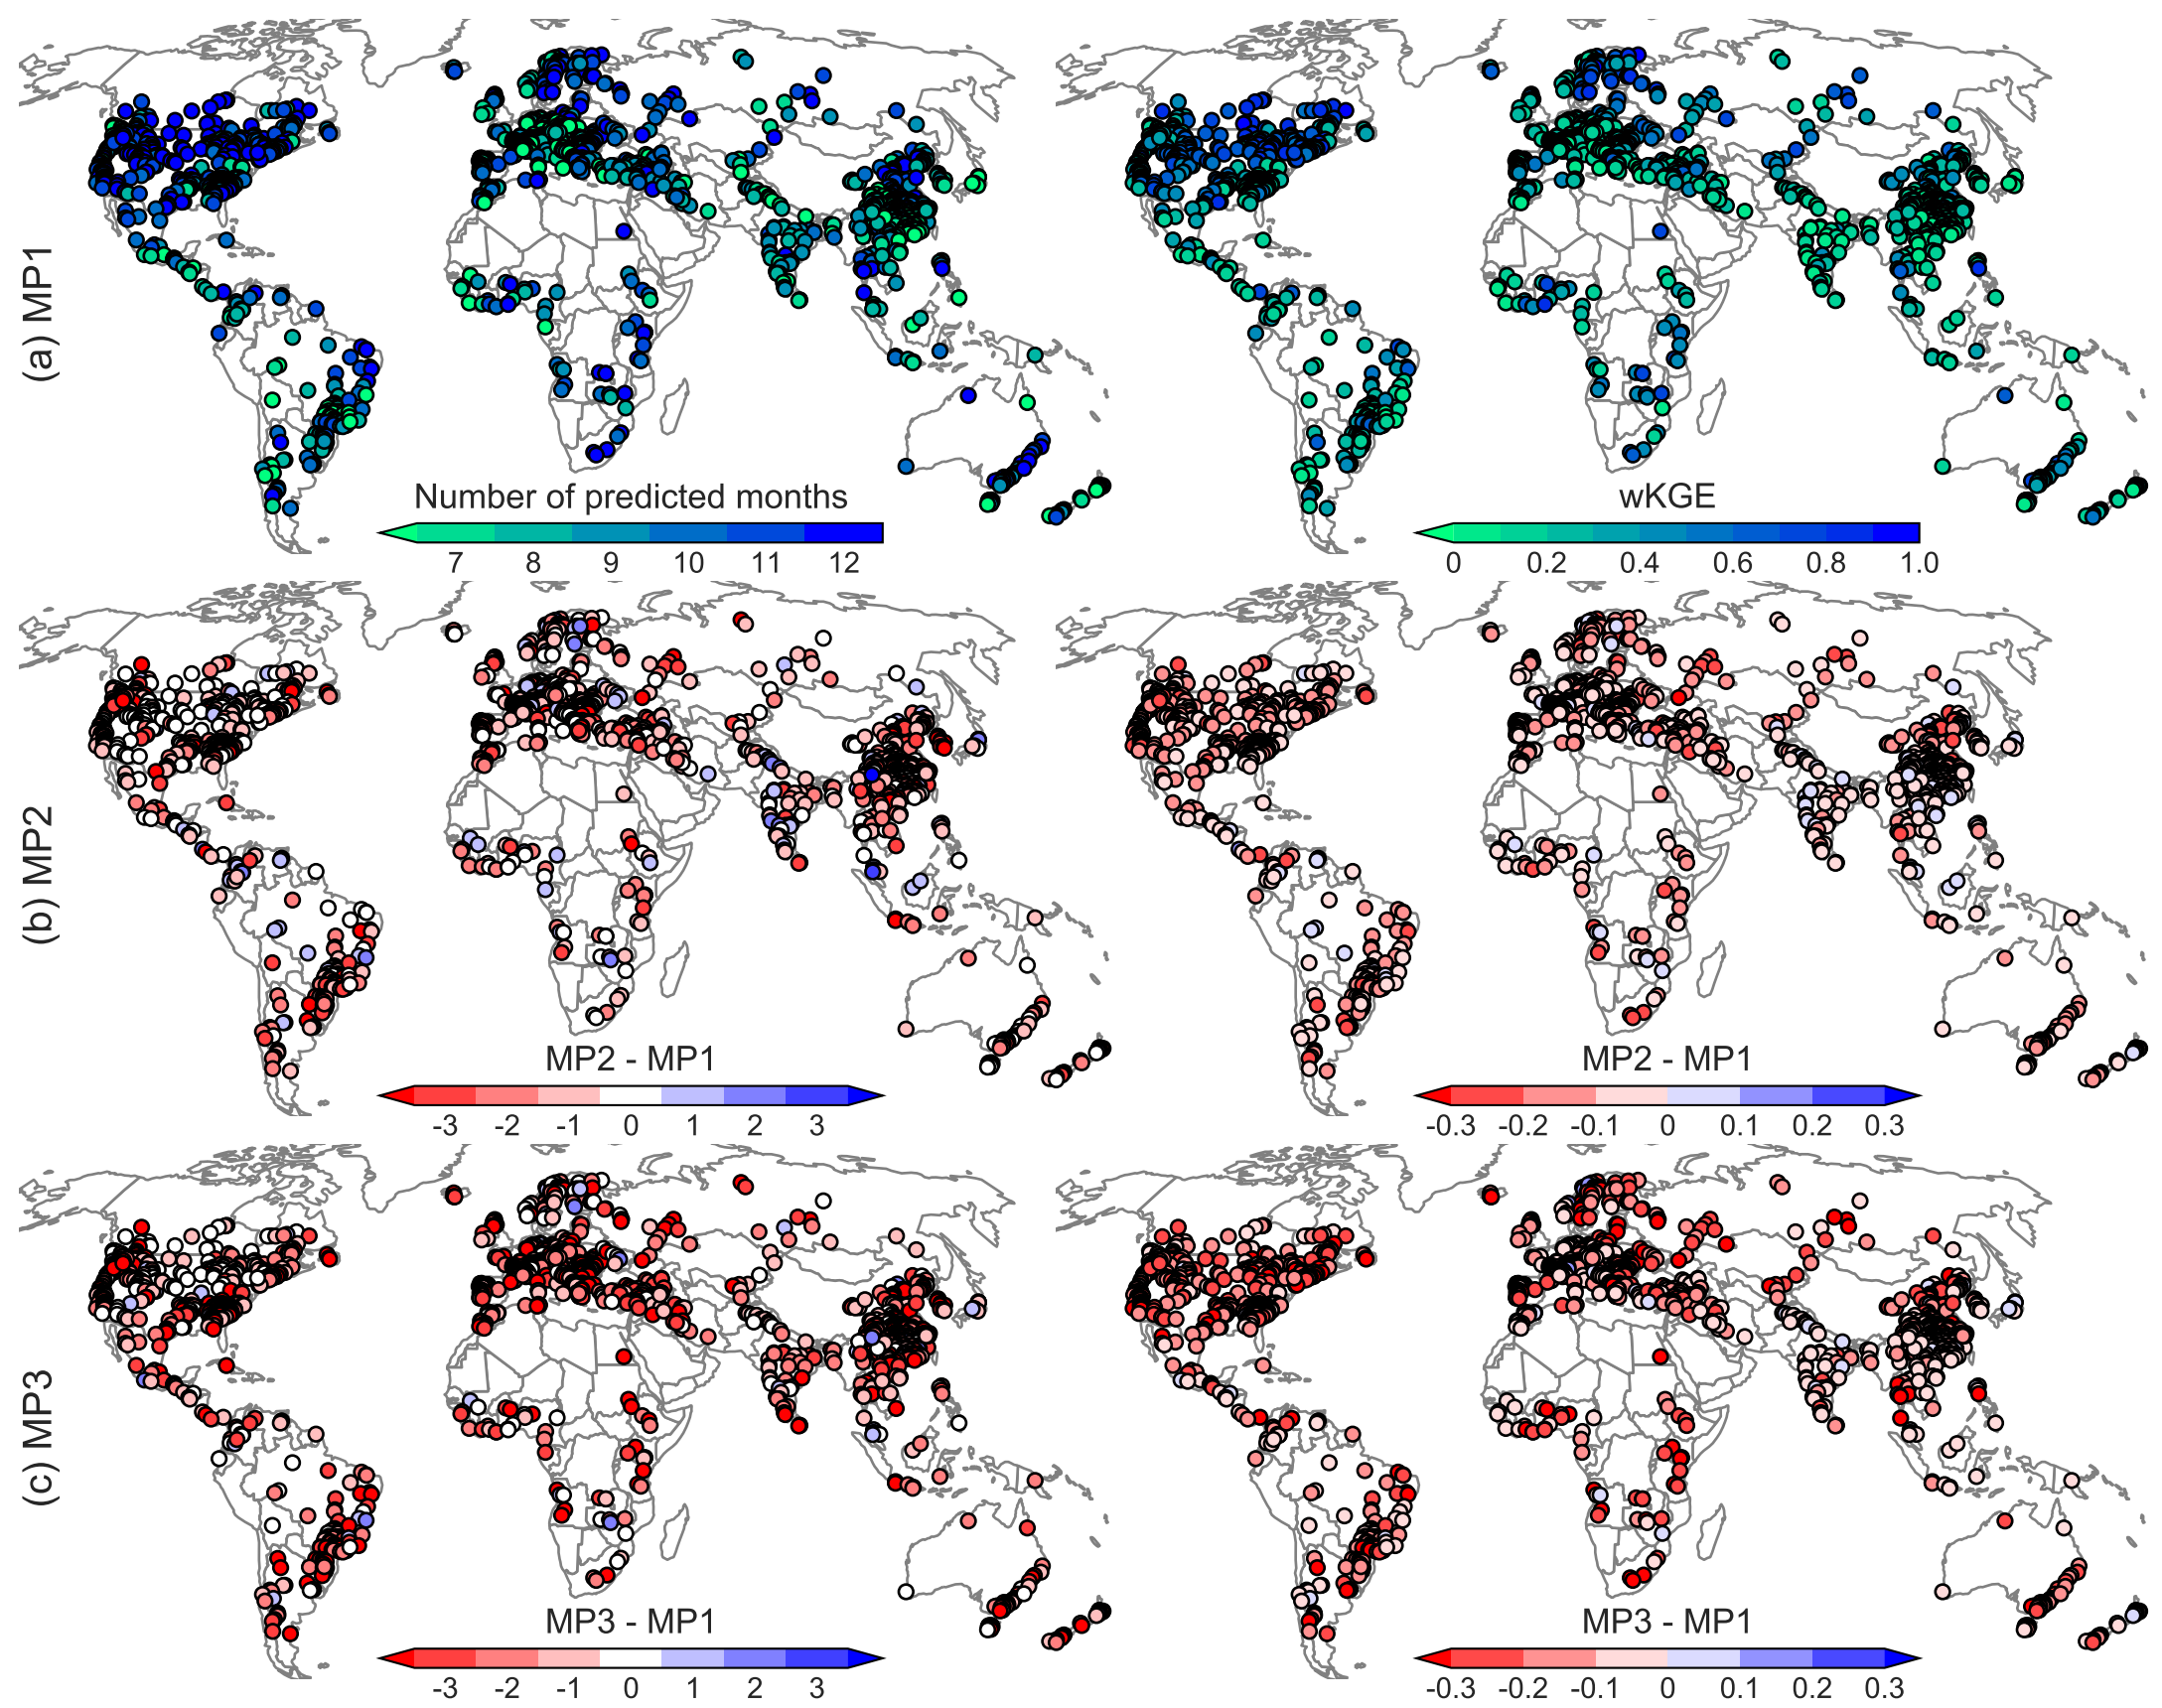 (a) MP1
Number of predicted months
7 8 9 10 11 12
wKGE
0 0.2 0.4 0.6 0.8 1.0
(b) MP2
MP2 - MP1
-3 -2 -1 0 1 2 3
MP2 - MP1
-0.3 -0.2 -0.1 0 0.1 0.2 0.3
(c) MP3
MP3 - MP1
-3 -2 -1 0 1 2 3
MP3 - MP1
-0.3 -0.2 -0.1 0 0.1 0.2 0.3